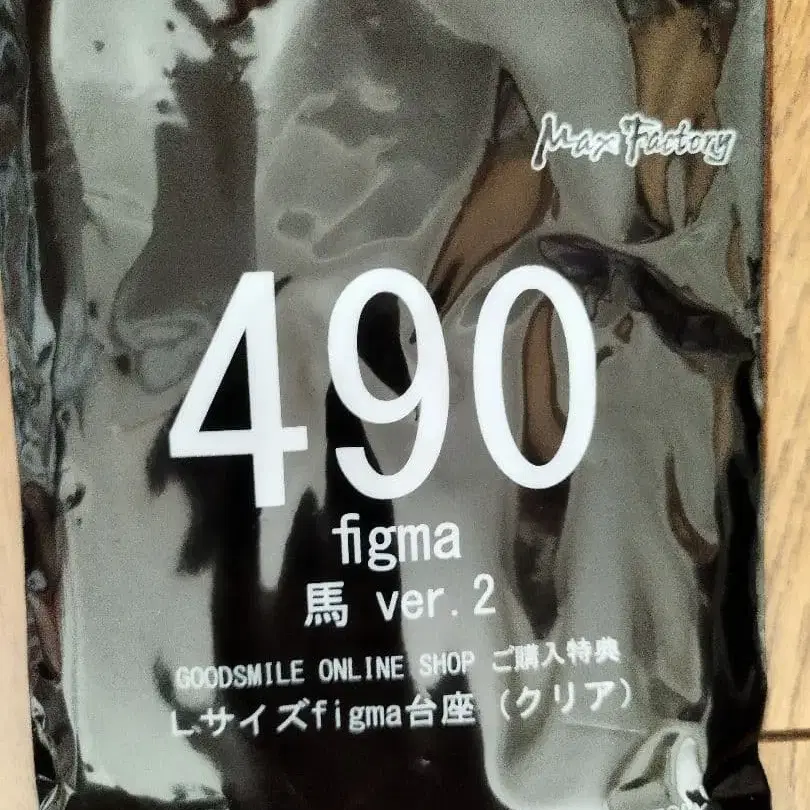 Max Factory
490
figma
馬 ver.2
GOODSMILE ONLINE SHOP ご購入特典
Lサイズfigma台座 (クリア)